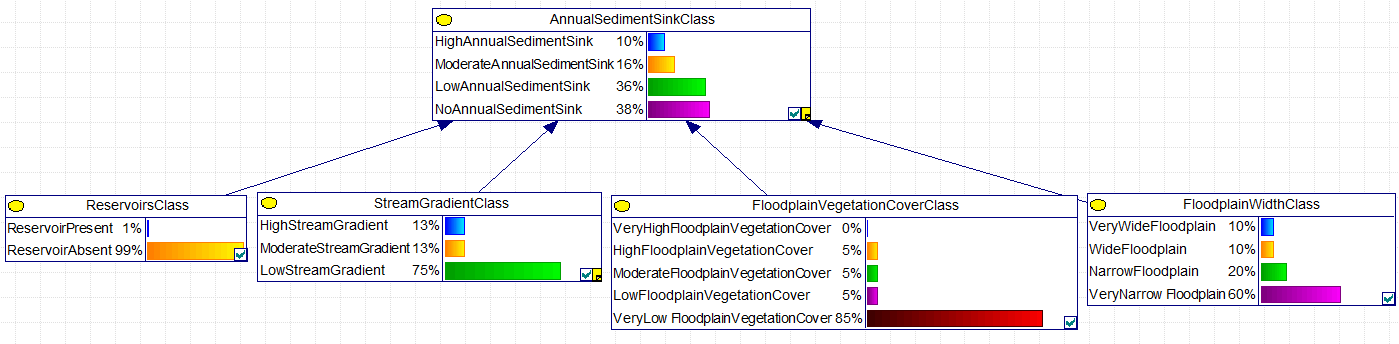 AnnualSedimentSinkClass
HighAnnualSedimentSink 10%
ModerateAnnualSedimentSink 16%
LowAnnualSedimentSink 36%
NoAnnualSedimentSink 38%
ReservoirsClass
ReservoirPresent 1%
ReservoirAbsent 99%
StreamGradientClass
HighStreamGradient 13%
ModerateStreamGradient 13%
LowStreamGradient 75%
FloodplainVegetationCoverClass
VeryHighFloodplainVegetationCover 0%
HighFloodplainVegetationCover 5%
ModerateFloodplainVegetationCover 5%
LowFloodplainVegetationCover 5%
VeryLow FloodplainVegetationCover 85%
FloodplainWidthClass
VeryWideFloodplain 10%
WideFloodplain 10%
NarrowFloodplain 20%
VeryNarrow Floodplain 60%